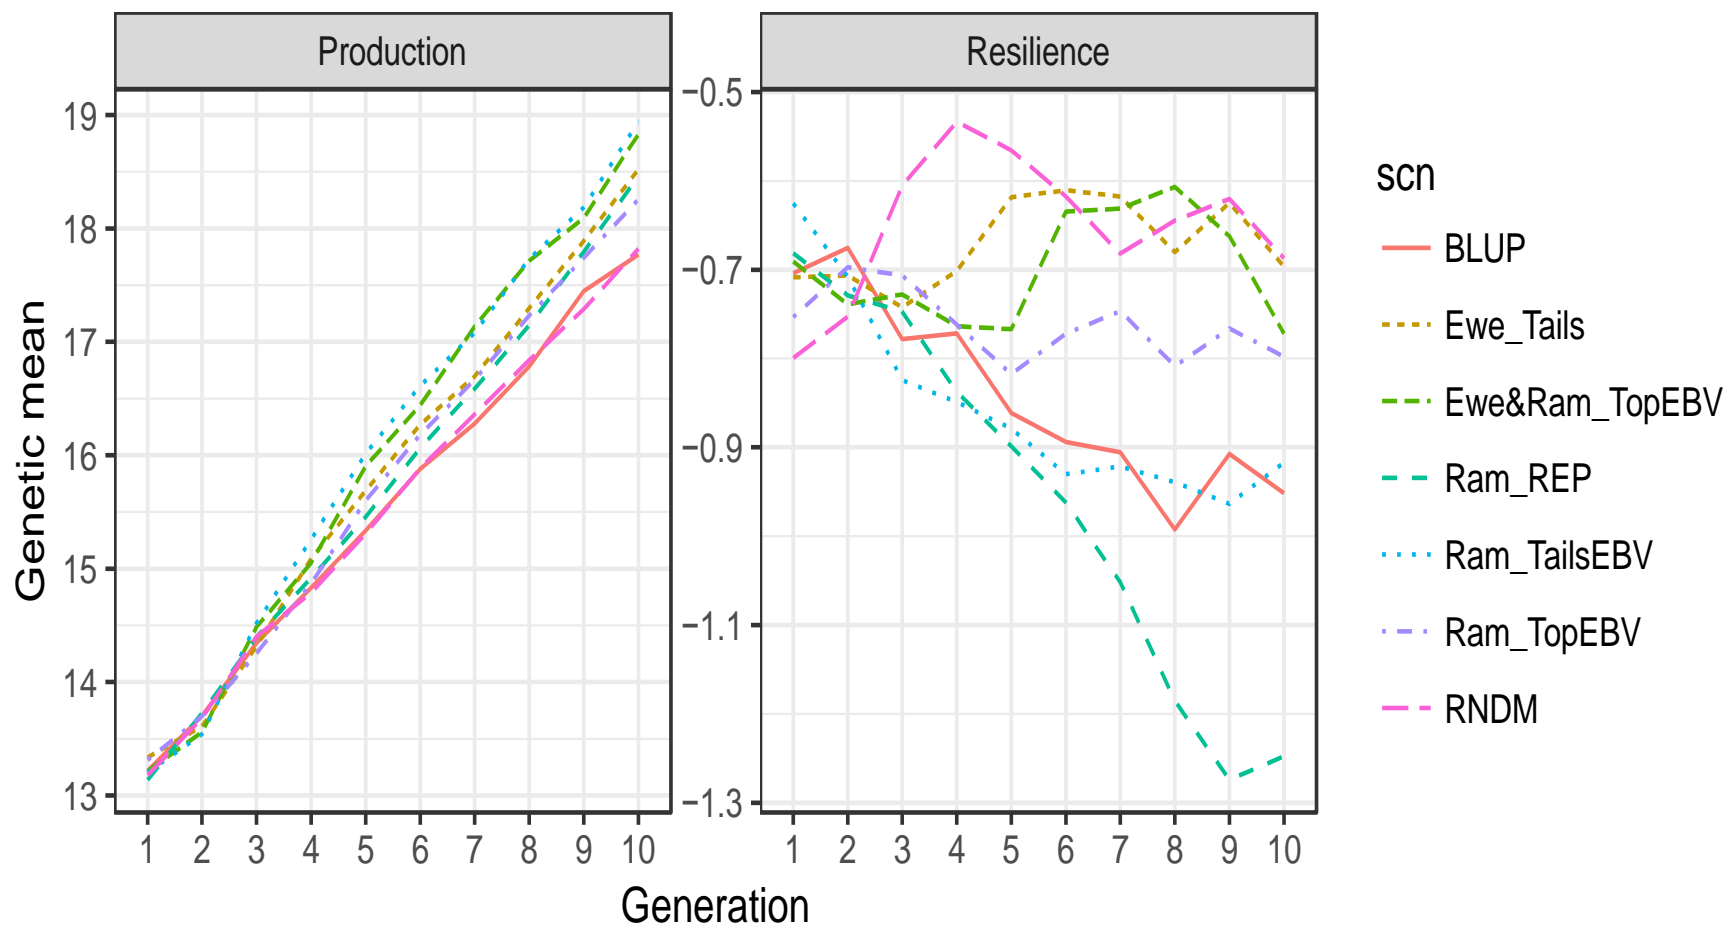 Production
Resilience
Genetic mean
19
18
17
16
15
14
13
−0.5
−0.7
−0.9
−1.1
−1.3
1 2 3 4 5 6 7 8 9 10
1 2 3 4 5 6 7 8 9 10
Generation
scn
BLUP
Ewe_Tails
Ewe&Ram_TopEBV
Ram_REP
Ram_TailsEBV
Ram_TopEBV
RNDM